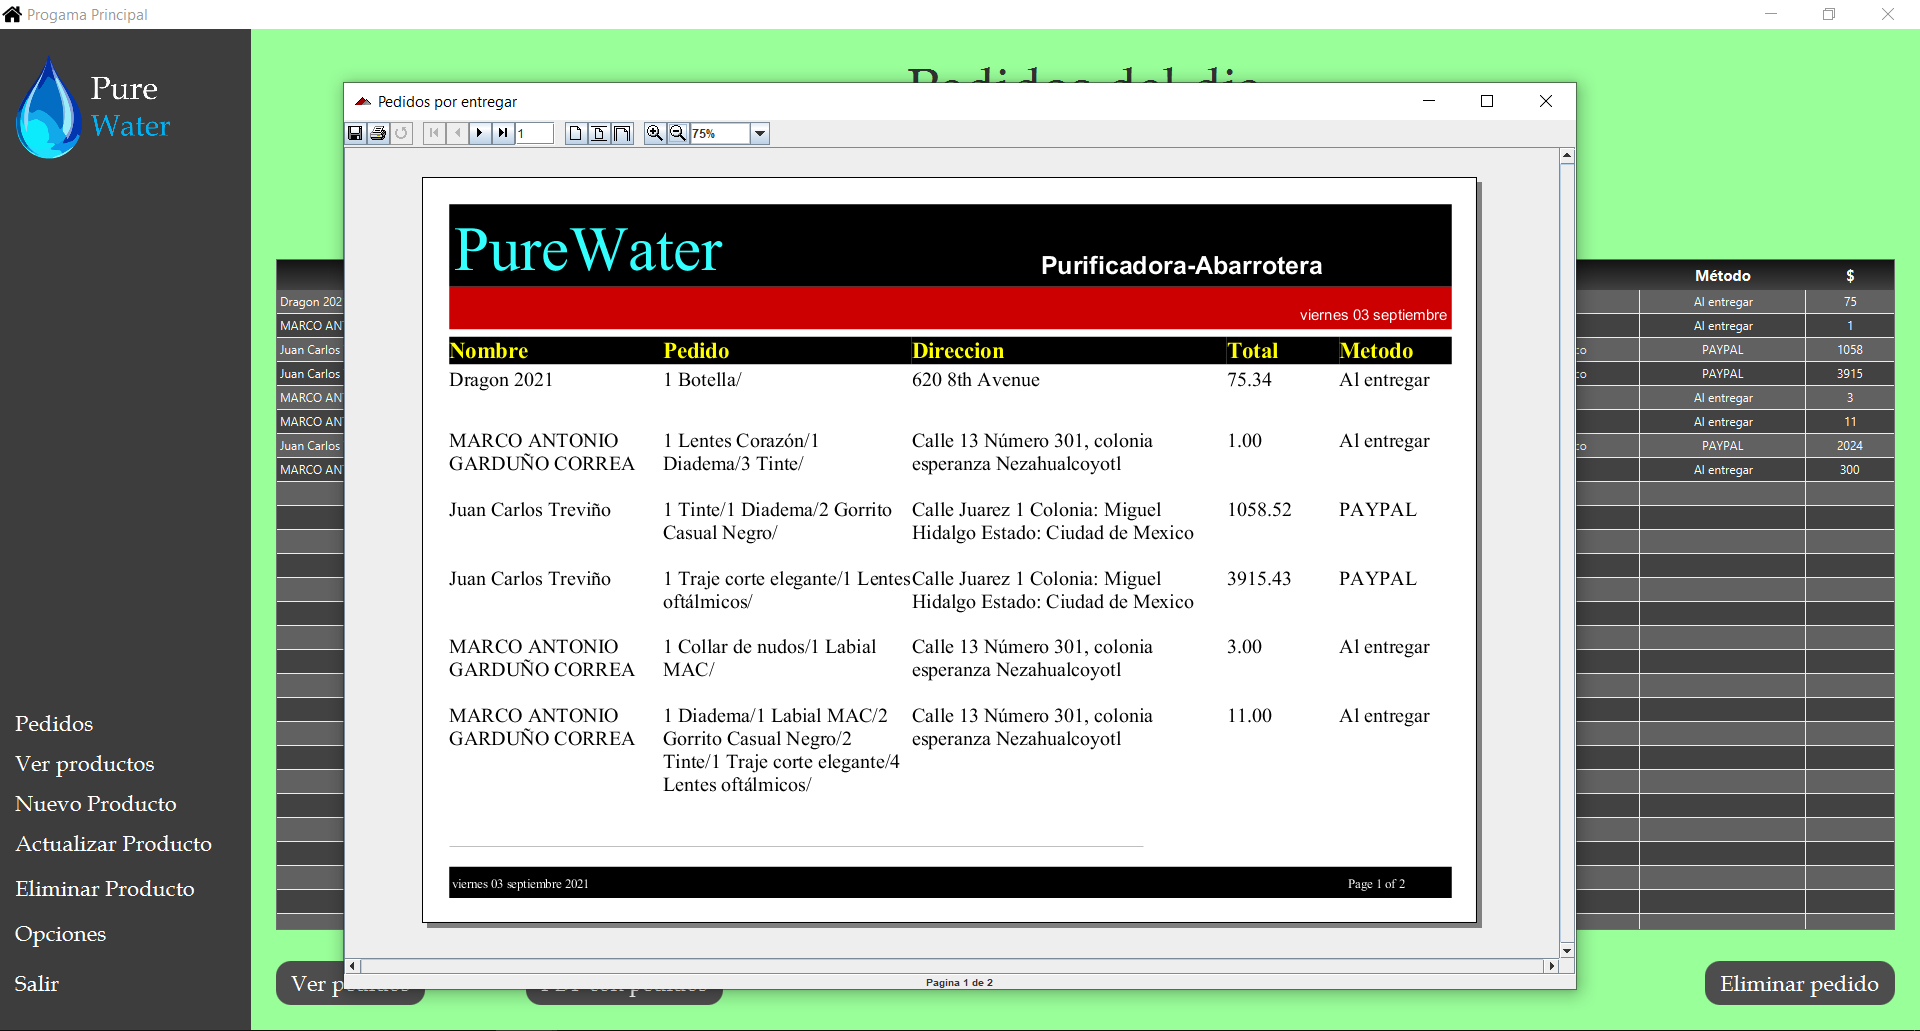 Progama Principal
Pure
Water
Pedidos del dia
Pedidos por entregar
1
75%
PureWater
Purificadora-Abarrotera
viernes 03 septiembre
Nombre Pedido Direccion Total Metodo
Dragon 2021 1 Botella/ 620 8th Avenue 75.34 Al entregar
MARCO ANTONIO 1 Lentes Corazón/1 Calle 13 Número 301, colonia 1.00 Al entregar
GARDUÑO CORREA Diadema/3 Tinte/ esperanza Nezahualcoyotl
Juan Carlos Treviño 1 Tinte/1 Diadema/2 Gorrito Calle Juarez 1 Colonia: Miguel 1058.52 PAYPAL
Casual Negro/ Hidalgo Estado: Ciudad de Mexico
Juan Carlos Treviño 1 Traje corte elegante/1 Lentes Calle Juarez 1 Colonia: Miguel 3915.43 PAYPAL
oftálmicos/ Hidalgo Estado: Ciudad de Mexico
MARCO ANTONIO 1 Collar de nudos/1 Labial Calle 13 Número 301, colonia 3.00 Al entregar
GARDUÑO CORREA MAC/ esperanza Nezahualcoyotl
MARCO ANTONIO 1 Diadema/1 Labial MAC/2 Calle 13 Número 301, colonia 11.00 Al entregar
GARDUÑO CORREA Gorrito Casual Negro/2 esperanza Nezahualcoyotl
Tinte/1 Traje corte elegante/4
Lentes oftálmicos/
viernes 03 septiembre 2021 Page 1 of 2
Pagina 1 de 2
Método $
Dragon 202 Al entregar 75
MARCO AN Al entregar 1
Juan Carlos co PAYPAL 1058
Juan Carlos co PAYPAL 3915
MARCO AN Al entregar 3
MARCO AN Al entregar 11
Juan Carlos co PAYPAL 2024
MARCO AN Al entregar 300
Pedidos
Ver productos
Nuevo Producto
Actualizar Producto
Eliminar Producto
Opciones
Salir
Ver pedidos
Eliminar pedido